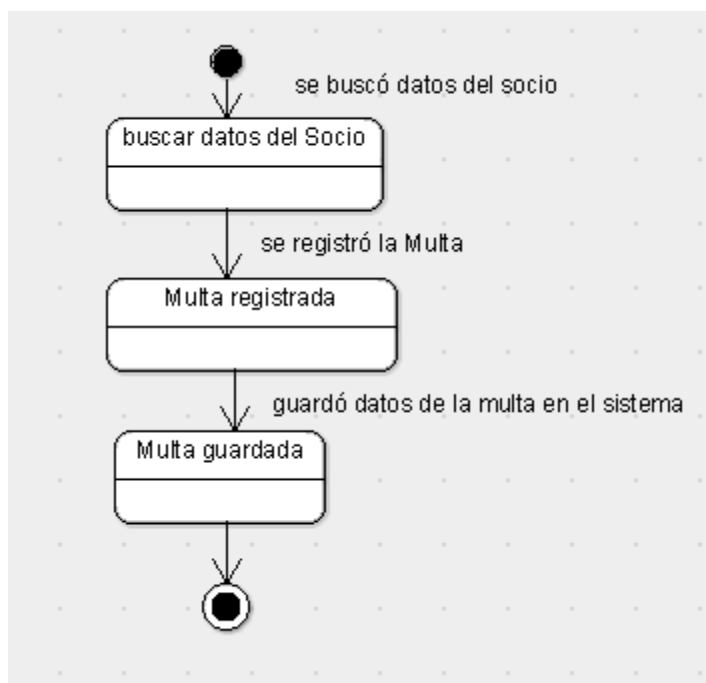 se buscó datos del socio
buscar datos del Socio
se registró la Multa
Multa registrada
guardó datos de la multa en el sistema
Multa guardada